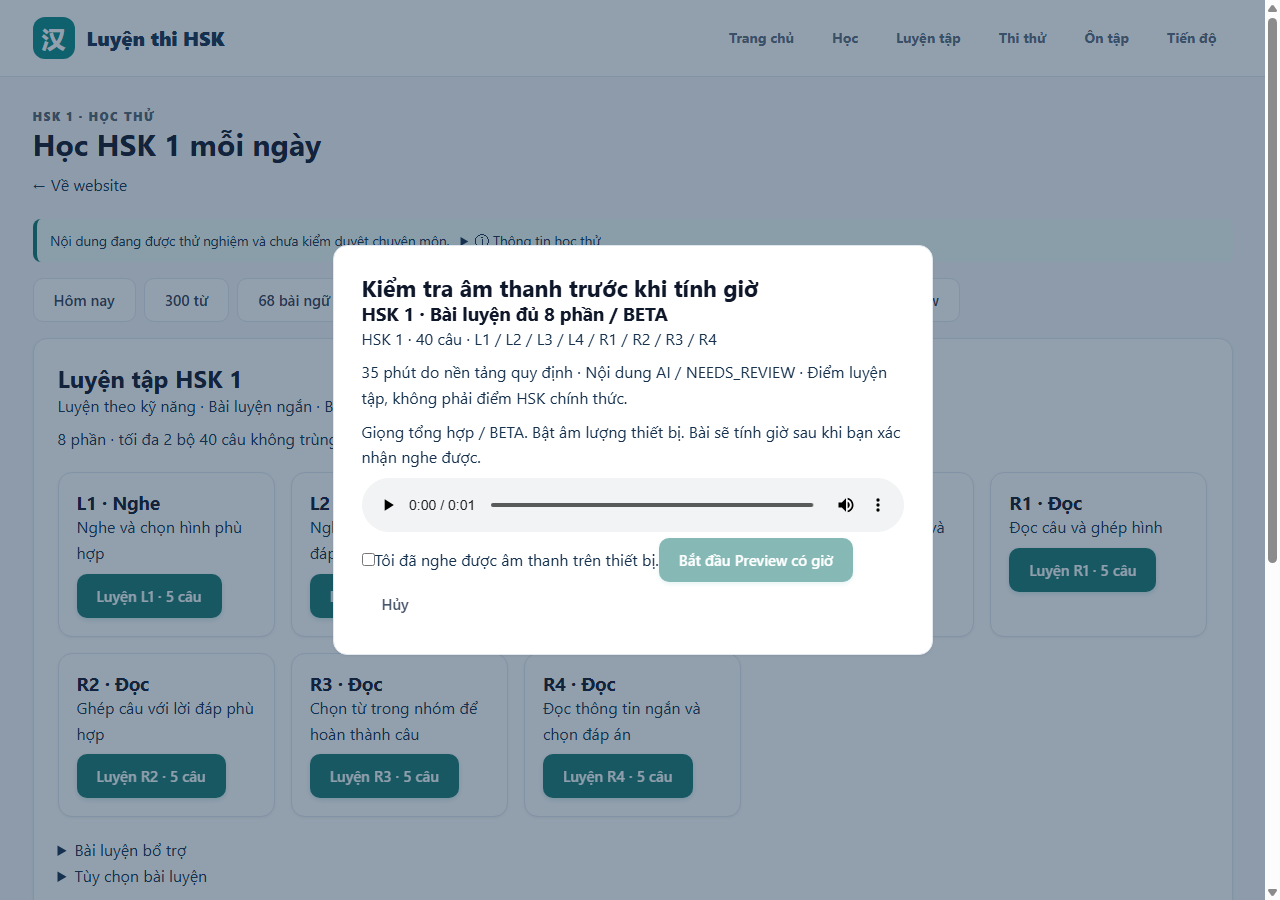 汉 Luyện thi HSK
Trang chủ Học Luyện tập Thi thử Ôn tập Tiến độ
HSK 1 · HỌC THỬ
Học HSK 1 mỗi ngày
← Về website
Nội dung đang được thử nghiệm và chưa kiểm duyệt chuyên môn. ▶ ⓘ Thông tin học thử
Hôm nay 300 từ 68 bài ngữ
Luyện tập HSK 1
Luyện theo kỹ năng · Bài luyện ngắn ·
8 phần · tối đa 2 bộ 40 câu không trùng
Kiểm tra âm thanh trước khi tính giờ
HSK 1 · Bài luyện đủ 8 phần / BETA
HSK 1 · 40 câu · L1 / L2 / L3 / L4 / R1 / R2 / R3 / R4
35 phút do nền tảng quy định · Nội dung AI / NEEDS_REVIEW · Điểm luyện
tập, không phải điểm HSK chính thức.
Giọng tổng hợp / BETA. Bật âm lượng thiết bị. Bài sẽ tính giờ sau khi bạn xác
nhận nghe được.
0:00 / 0:01
Tôi đã nghe được âm thanh trên thiết bị. Bắt đầu Preview có giờ
Hủy
L1 · Nghe
Nghe và chọn hình phù
hợp
Luyện L1 · 5 câu
L2
R1 · Đọc
Đọc câu và ghép hình
Luyện R1 · 5 câu
R2 · Đọc
Ghép câu với lời đáp phù
hợp
Luyện R2 · 5 câu
R3 · Đọc
Chọn từ trong nhóm để
hoàn thành câu
Luyện R3 · 5 câu
R4 · Đọc
Đọc thông tin ngắn và
chọn đáp án
Luyện R4 · 5 câu
▶ Bài luyện bổ trợ
▶ Tùy chọn bài luyện